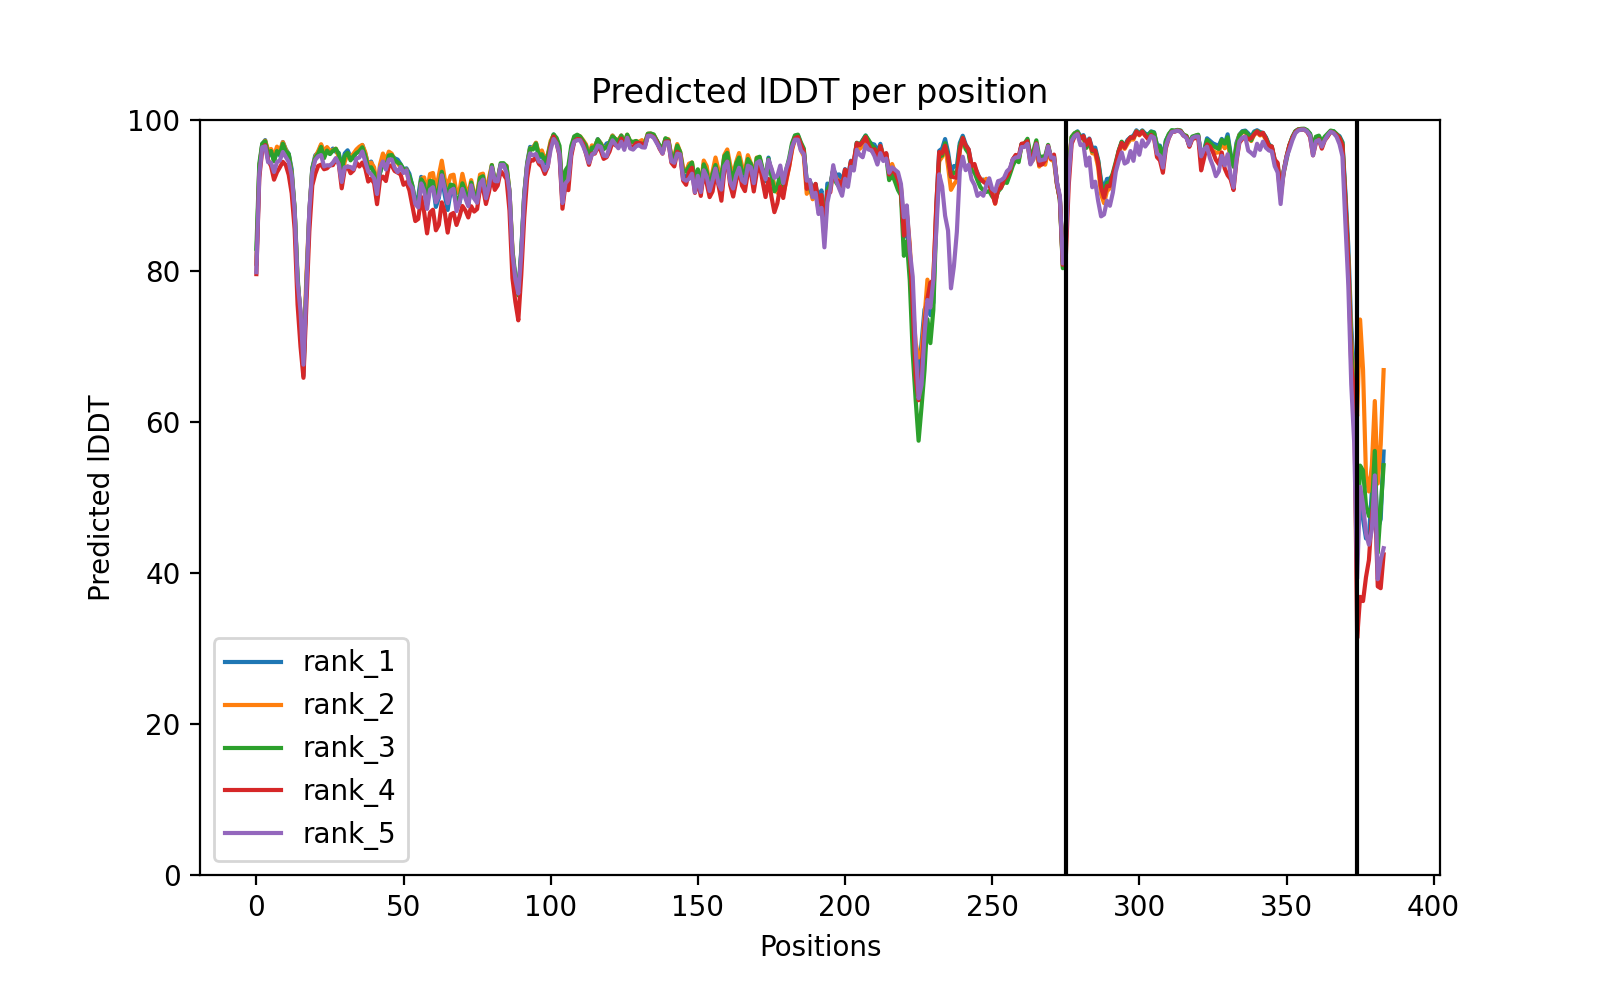 Predicted lDDT per position
100
80
60
40
20
0
Predicted lDDT
rank_1
rank_2
rank_3
rank_4
rank_5
0 50 100 150 200 250 300 350 400
Positions